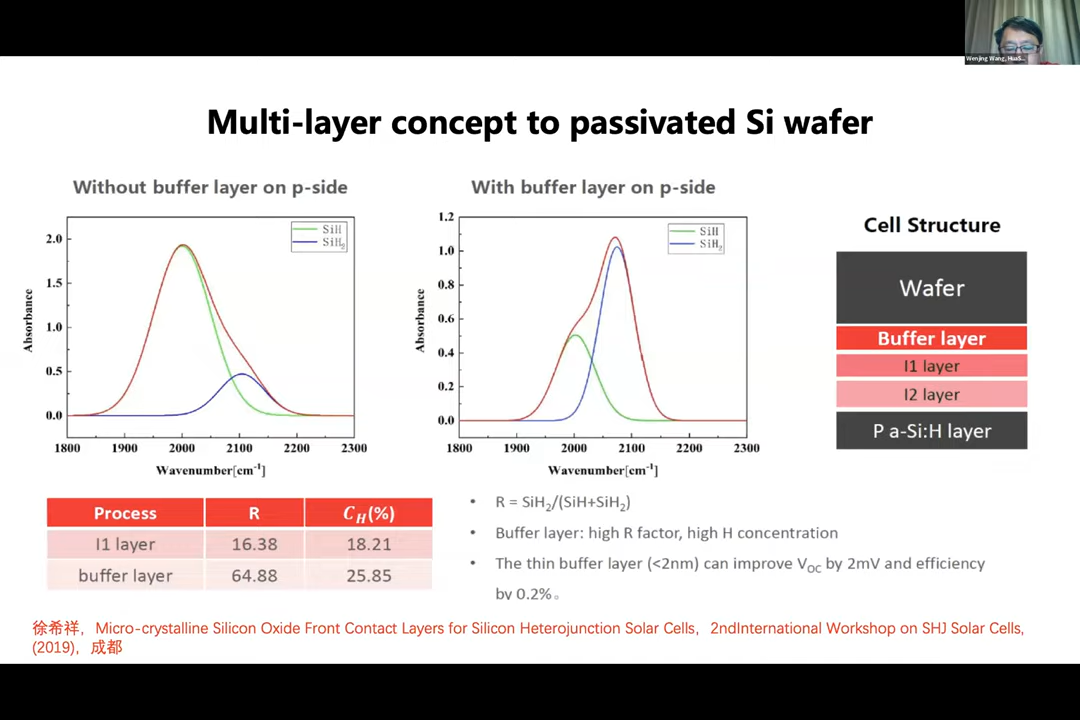 Wenjing Wang, HuaS...
Multi-layer concept to passivated Si wafer
Without buffer layer on p-side
With buffer layer on p-side
SiH
SiH₂
2.0
1.5
1.0
0.5
0.0
Absorbance
1800 1900 2000 2100 2200 2300
Wavenumber[cm⁻¹]
SiH
SiH₂
1.2
1.0
0.8
0.6
0.4
0.2
0.0
Absorbance
1800 1900 2000 2100 2200 2300
Wavenumber[cm⁻¹]
Cell Structure
Wafer
Buffer layer
I1 layer
I2 layer
P a-Si:H layer
Process R C_H(%)
I1 layer 16.38 18.21
buffer layer 64.88 25.85
• R = SiH₂/(SiH+SiH₂)
• Buffer layer: high R factor, high H concentration
• The thin buffer layer (<2nm) can improve V_OC by 2mV and efficiency
by 0.2%。
徐希祥，Micro-crystalline Silicon Oxide Front Contact Layers for Silicon Heterojunction Solar Cells，2ndInternational Workshop on SHJ Solar Cells,
(2019)，成都